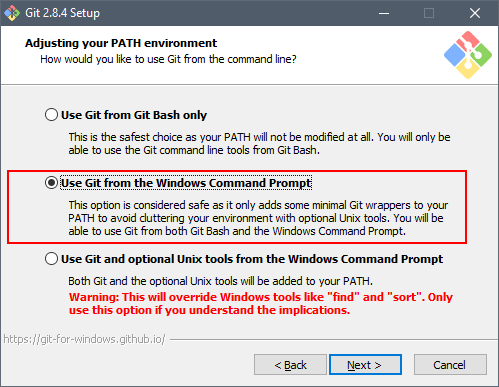 Git 2.8.4 Setup
Adjusting your PATH environment
How would you like to use Git from the command line?
Use Git from Git Bash only
This is the safest choice as your PATH will not be modified at all. You will only be
able to use the Git command line tools from Git Bash.
Use Git from the Windows Command Prompt
This option is considered safe as it only adds some minimal Git wrappers to your
PATH to avoid cluttering your environment with optional Unix tools. You will be
able to use Git from both Git Bash and the Windows Command Prompt.
Use Git and optional Unix tools from the Windows Command Prompt
Both Git and the optional Unix tools will be added to your PATH.
Warning: This will override Windows tools like "find" and "sort". Only
use this option if you understand the implications.
https://git-for-windows.github.io/
< Back
Next >
Cancel